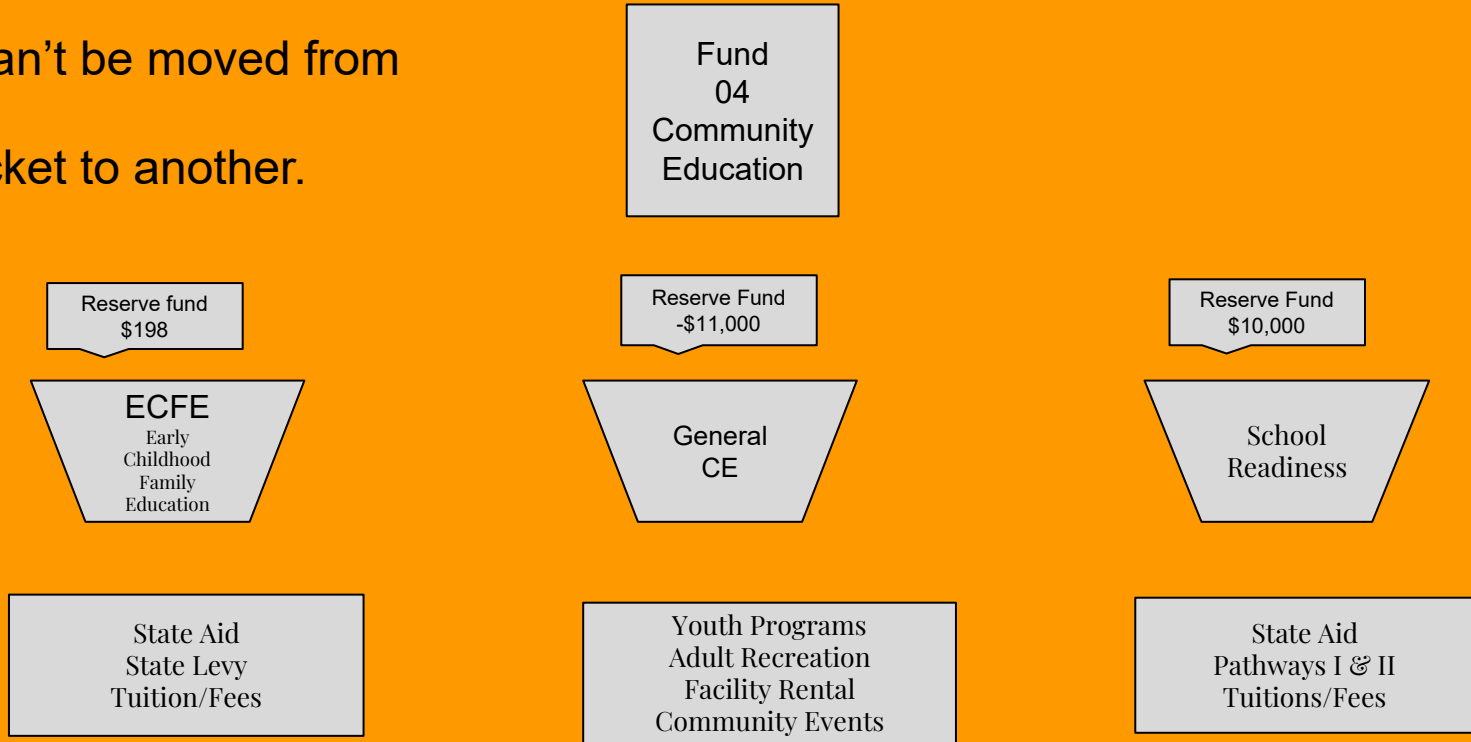 an't be moved from
cket to another.
Fund
04
Community
Education
Reserve fund
$198
Reserve Fund
-$11,000
Reserve Fund
$10,000
ECFE
Early
Childhood
Family
Education
General
CE
School
Readiness
State Aid
State Levy
Tuition/Fees
Youth Programs
Adult Recreation
Facility Rental
Community Events
State Aid
Pathways I & II
Tuitions/Fees